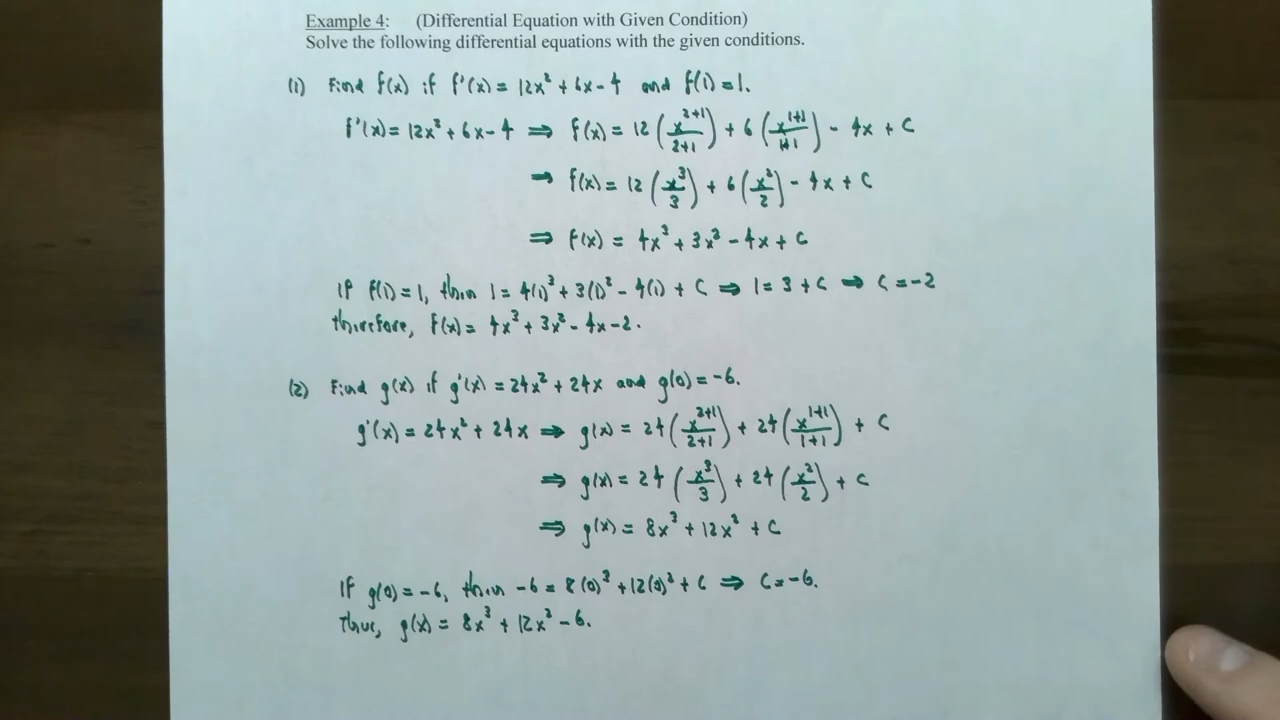 Example 4: (Differential Equation with Given Condition)
Solve the following differential equations with the given conditions.
(1) Find f(x) if f'(x) = 12x² + 6x - 4 and f(1) = 1.
f'(x) = 12x² + 6x - 4 ⇒ f(x) = 12(x²⁺¹/2+1) + 6(x¹⁺¹/1+1) - 4x + C
⇒ f(x) = 12(x³/3) + 6(x²/2) - 4x + C
⇒ f(x) = 4x³ + 3x² - 4x + C
If f(1) = 1, then 1 = 4(1)³ + 3(1)² - 4(1) + C ⇒ 1 = 3 + C ⇒ C = -2
therefore, f(x) = 4x³ + 3x² - 4x - 2.
(2) Find g(x) if g'(x) = 24x² + 24x and g(0) = -6.
g'(x) = 24x² + 24x ⇒ g(x) = 24(x²⁺¹/2+1) + 24(x¹⁺¹/1+1) + C
⇒ g(x) = 24(x³/3) + 24(x²/2) + C
⇒ g(x) = 8x³ + 12x² + C
If g(0) = -6, then -6 = 8(0)³ + 12(0)² + C ⇒ C = -6.
thus, g(x) = 8x³ + 12x² - 6.